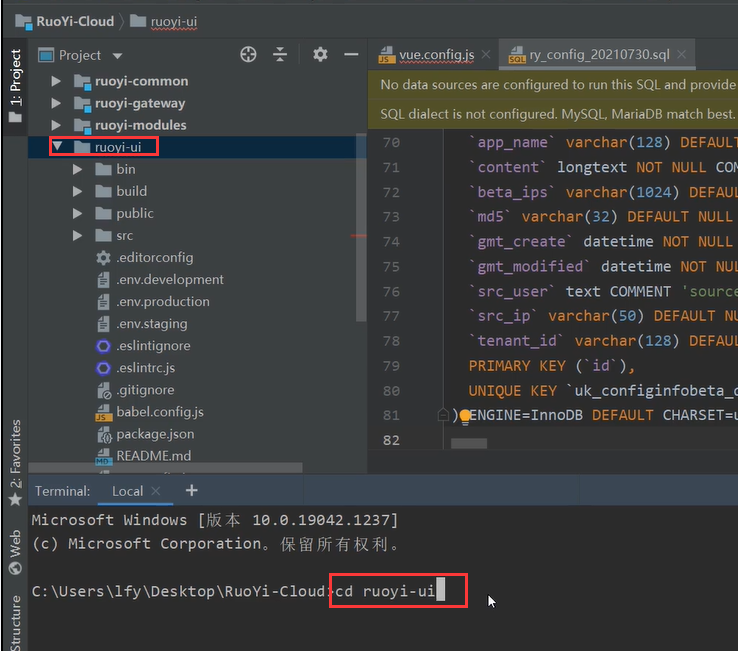 RuoYi-Cloud ruoyi-ui
1: Project
Project
vue.config.js
ry_config_20210730.sql
ruoyi-common
ruoyi-gateway
ruoyi-modules
ruoyi-ui
bin
build
public
src
.editorconfig
.env.development
.env.production
.env.staging
.eslintignore
.eslintrc.js
.gitignore
babel.config.js
package.json
README.md
No data sources are configured to run this SQL and provide
SQL dialect is not configured. MySQL, MariaDB match best.
70 `app_name` varchar(128) DEFAULT
71 `content` longtext NOT NULL COM
72 `beta_ips` varchar(1024) DEFAUL
73 `md5` varchar(32) DEFAULT NULL
74 `gmt_create` datetime NOT NULL
75 `gmt_modified` datetime NOT NUL
76 `src_user` text COMMENT 'source
77 `src_ip` varchar(50) DEFAULT NU
78 `tenant_id` varchar(128) DEFAUL
79 PRIMARY KEY (`id`),
80 UNIQUE KEY `uk_configinfobeta_d
81 ) ENGINE=InnoDB DEFAULT CHARSET=u
82
2: Favorites
Web
Structure
Terminal: Local +
Microsoft Windows [版本 10.0.19042.1237]
(c) Microsoft Corporation。保留所有权利。
C:\Users\lfy\Desktop\RuoYi-Cloud>cd ruoyi-ui